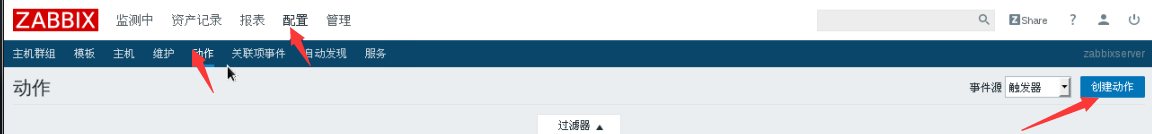 ZABBIX 监测中 资产记录 报表 配置 管理 Z Share ?
主机群组 模板 主机 维护 动作 关联项事件 自动发现 服务 zabbixserver
动作 事件源 触发器 创建动作
过滤器 ▲